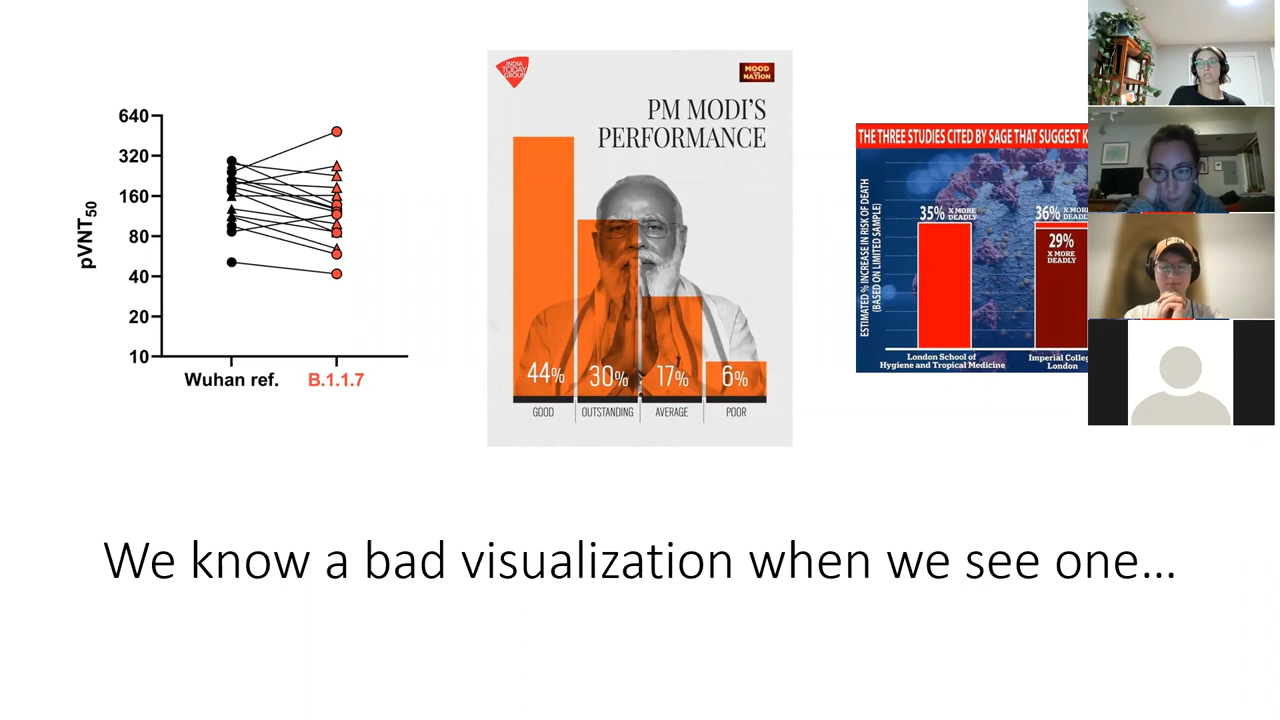 640
320
160
80
40
20
10
pVNT50
Wuhan ref.
B.1.1.7
INDIA
TODAY
GROUP
MOOD
OF THE
NATION
PM MODI'S
PERFORMANCE
44%
30%
17%
6%
GOOD
OUTSTANDING
AVERAGE
POOR
THE THREE STUDIES CITED BY SAGE THAT SUGGEST K
ESTIMATED % INCREASE IN RISK OF DEATH
(BASED ON LIMITED SAMPLE)
35% X MORE
DEADLY
36% X MORE
DEADLY
29%
X MORE
DEADLY
London School of
Hygiene and Tropical Medicine
Imperial Colleg
London
We know a bad visualization when we see one...